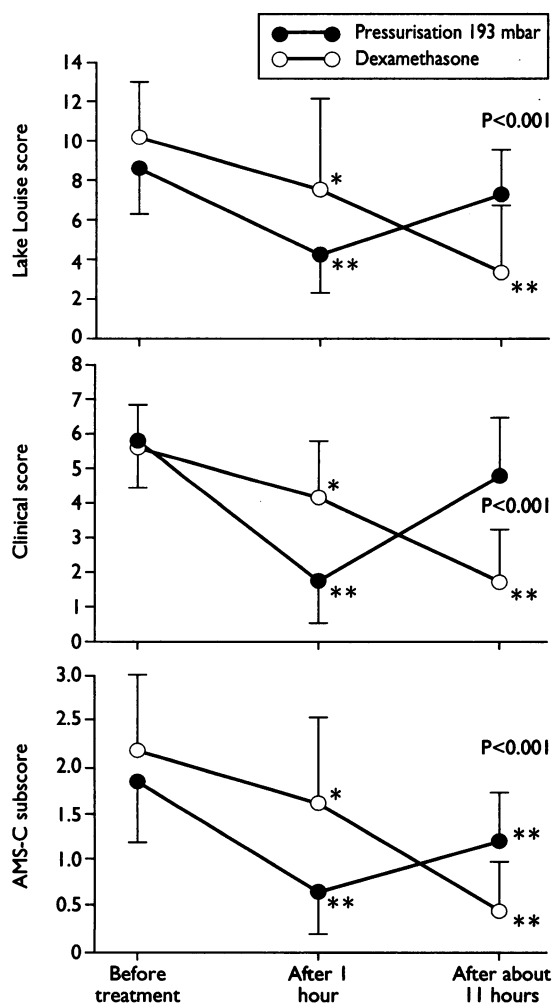 Pressurisation 193 mbar
Dexamethasone
Lake Louise score
14
12
10
8
6
4
2
0
P<0.001
*
**
**
Clinical score
8
7
6
5
4
3
2
1
0
*
P<0.001
**
**
AMS-C subscore
3.0
2.5
2.0
1.5
1.0
0.5
0
P<0.001
*
**
**
**
Before
treatment
After 1
hour
After about
11 hours